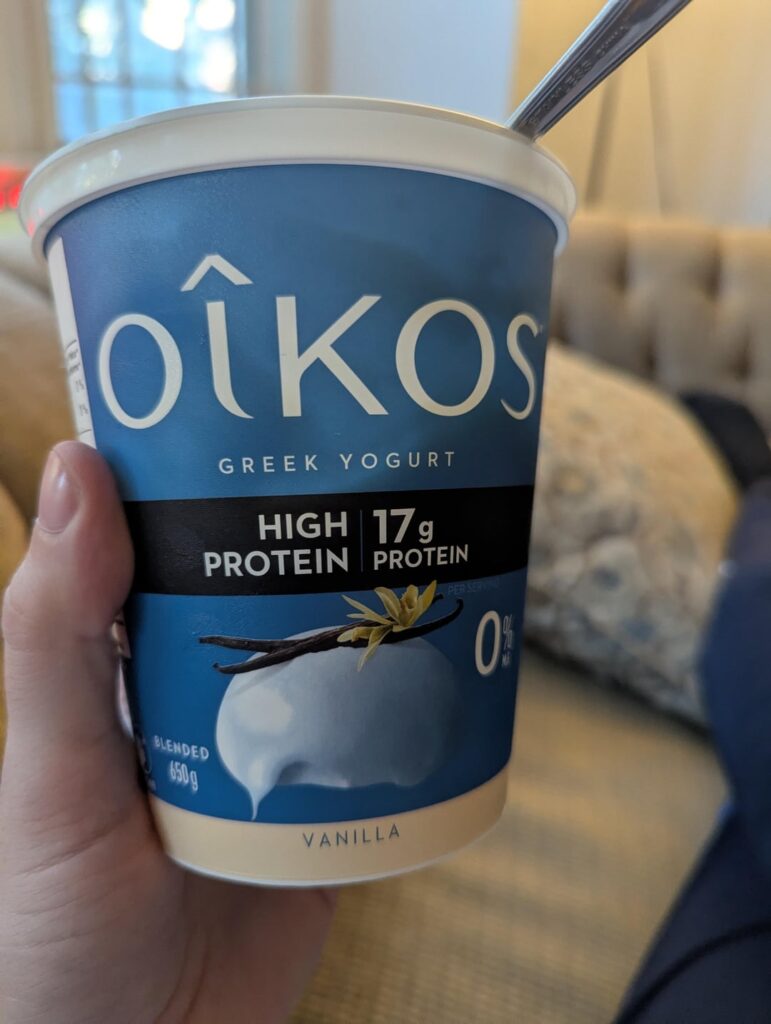 OÎKOS
GREEK YOGURT
HIGH
PROTEIN
17g
PROTEIN
PER SERVING
0%
M.F.
BLENDED
650g
VANILLA